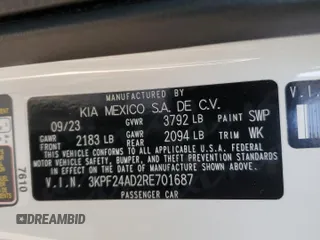 MANUFACTURED BY
KIA MEXICO S.A. DE C.V.
09/23 GVWR 3792 LB PAINT SWP
GAWR FRT 2183 LB GAWR RR 2094 LB TRIM WK
THIS VEHICLE CONFORMS TO ALL APPLICABLE FEDERAL
MOTOR VEHICLE SAFETY, BUMPER, AND THEFT PREVENTION STANDARDS
IN EFFECT ON THE DATE OF MANUFACTURE SHOWN ABOVE.
V.I.N. 3KPF24AD2RE701687
PASSENGER CAR
7610
V.I.
DREAMBID